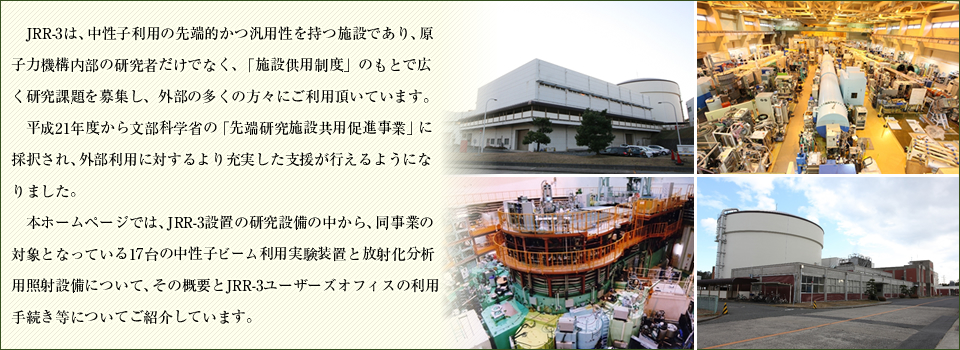 JRR-3は、中性子利用の先端的かつ汎用性を持つ施設であり、原
子力機構内部の研究者だけでなく、「施設供用制度」のもとで広
く研究課題を募集し、外部の多くの方々にご利用頂いています。
平成21年度から文部科学省の「先端研究施設共用促進事業」に
採択され、外部利用に対するより充実した支援が行えるようにな
りました。
本ホームページでは、JRR-3設置の研究設備の中から、同事業の
対象となっている17台の中性子ビーム利用実験装置と放射化分析
用照射設備について、その概要とJRR-3ユーザーズオフィスの利用
手続き等についてご紹介しています。